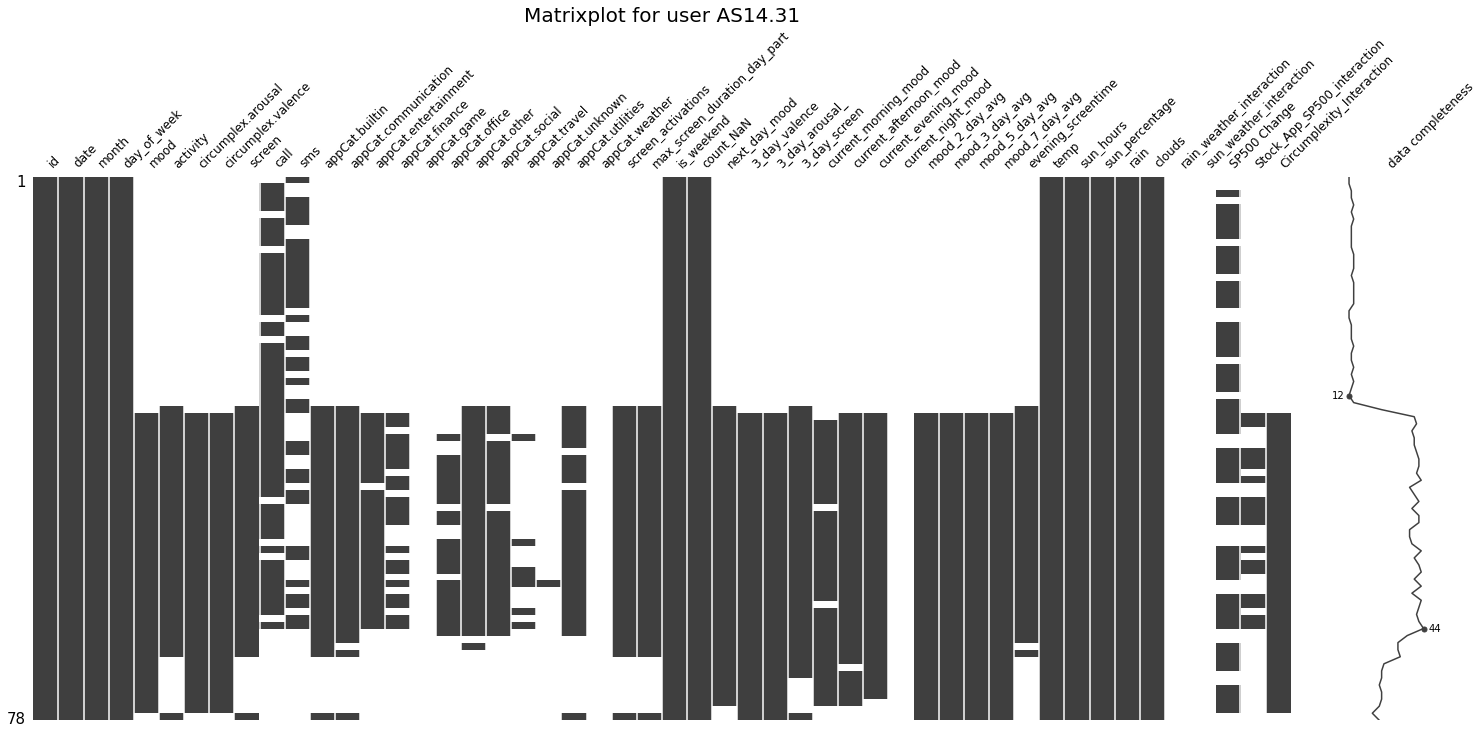 Matrixplot for user AS14.31
id
date
month
day_of_week
mood
activity
circumplex.arousal
circumplex.valence
screen
call
sms
appCat.builtin
appCat.communication
appCat.entertainment
appCat.finance
appCat.game
appCat.office
appCat.other
appCat.social
appCat.travel
appCat.unknown
appCat.utilities
appCat.weather
screen_activations
max_screen_duration_day_part
is_weekend
count_NaN
next_day_mood
3_day_valence
3_day_arousal_
3_day_screen
current_morning_mood
current_afternoon_mood
current_evening_mood
current_night_mood
mood_2_day_avg
mood_3_day_avg
mood_5_day_avg
mood_7_day_avg
evening_screentime
temp
sun_hours
sun_percentage
rain
clouds
rain_weather_interaction
sun_weather_interaction
SP500 Change
Stock_App_SP500_interaction
Circumplexity_Interaction
data completeness
1
12
44
78